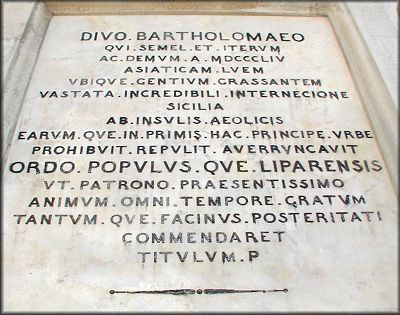 DIVO. BARTHOLOMAEO
QVI. SEMEL. ET. ITERVM
AC. DEMVM. A. MDCCCLIV
ASIATICAM. LVEM
VBIQVE. GENTIVM. GRASSANTEM
VASTATA. INCREDIBILI. INTERNECIONE
SICILIA
AB. INSVLIS. AEOLICIS
EARVM. QVE. IN. PRIMIS. HAC. PRINCIPE. VRBE
PROHIBVIT. REPVLIT. AVERRVNCAVIT
ORDO. POPVLVS. QVE. LIPARENSIS
VT. PATRONO. PRAESENTISSIMO
ANIMVM. OMNI. TEMPORE. GRATVM
TANTVM. QVE. FACINVS. POSTERITATI
COMMENDARET
TITVLVM. P